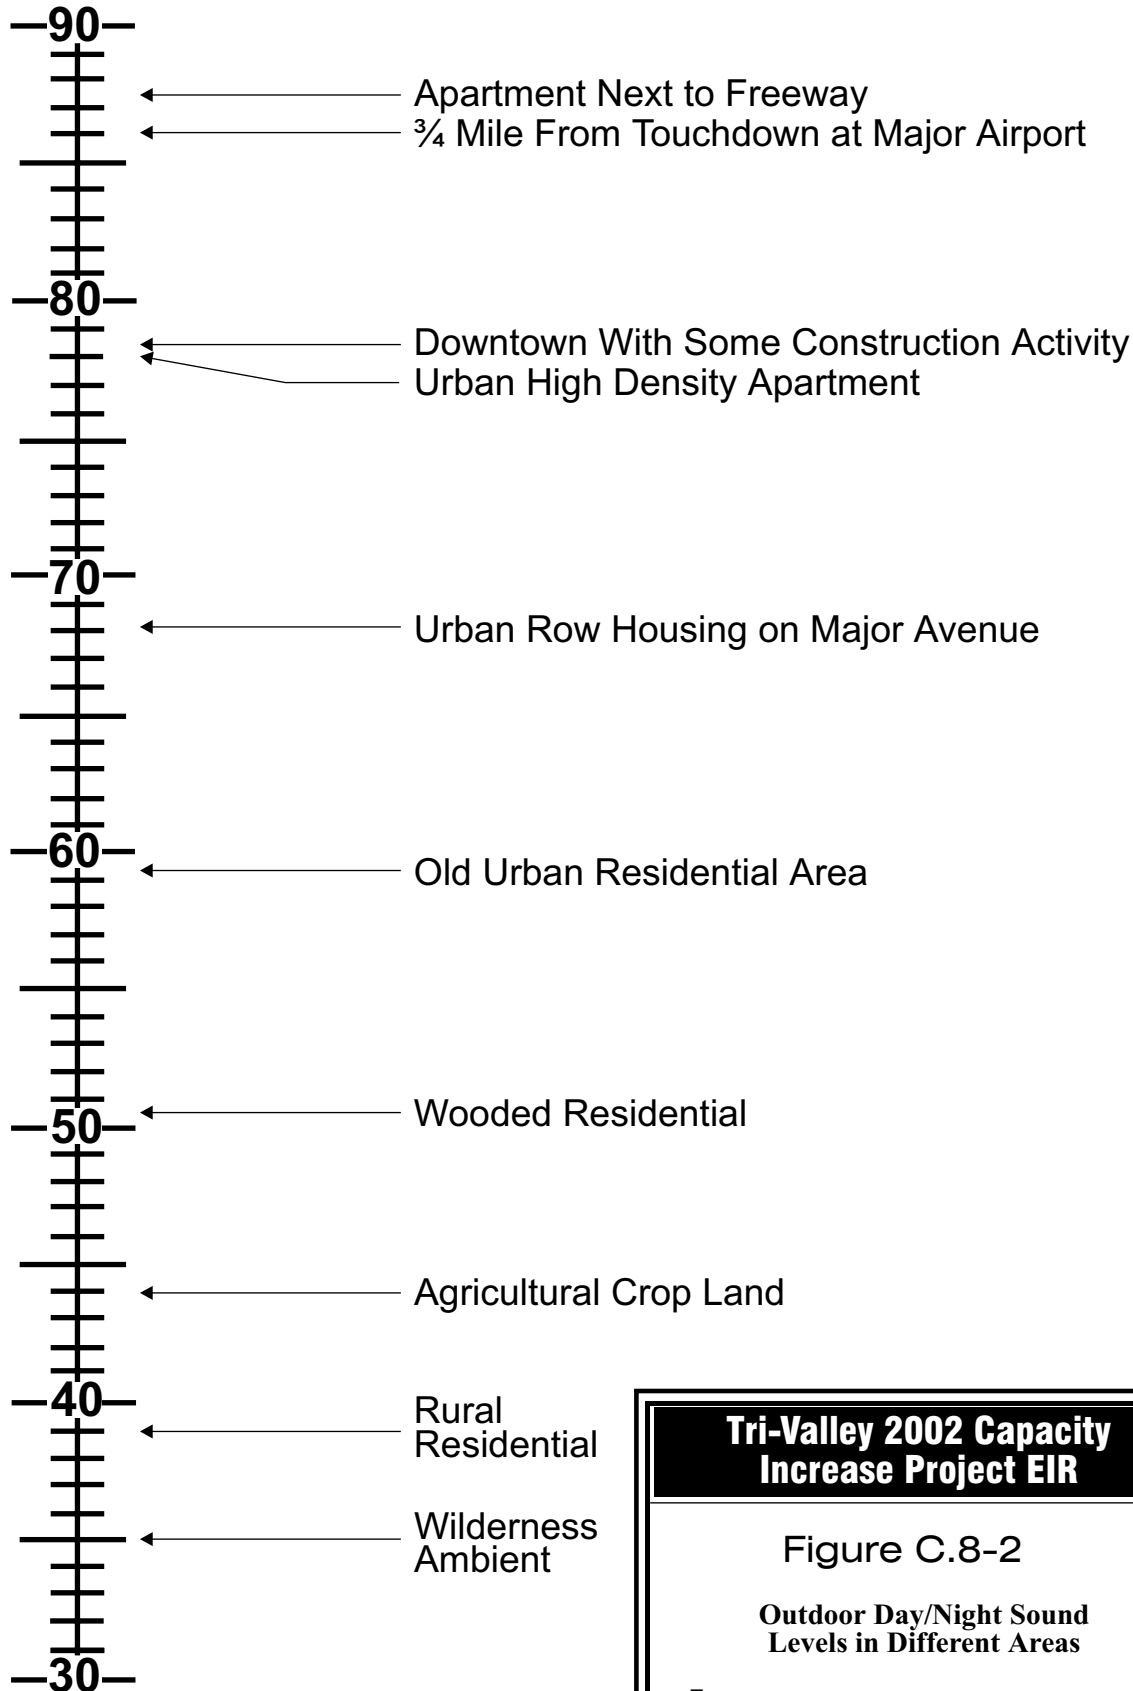 90
Apartment Next to Freeway
¾ Mile From Touchdown at Major Airport
80
Downtown With Some Construction Activity
Urban High Density Apartment
70
Urban Row Housing on Major Avenue
60
Old Urban Residential Area
50
Wooded Residential
Agricultural Crop Land
40
Rural
Residential
Wilderness
Ambient
30
Tri-Valley 2002 Capacity
Increase Project EIR
Figure C.8-2
Outdoor Day/Night Sound
Levels in Different Areas